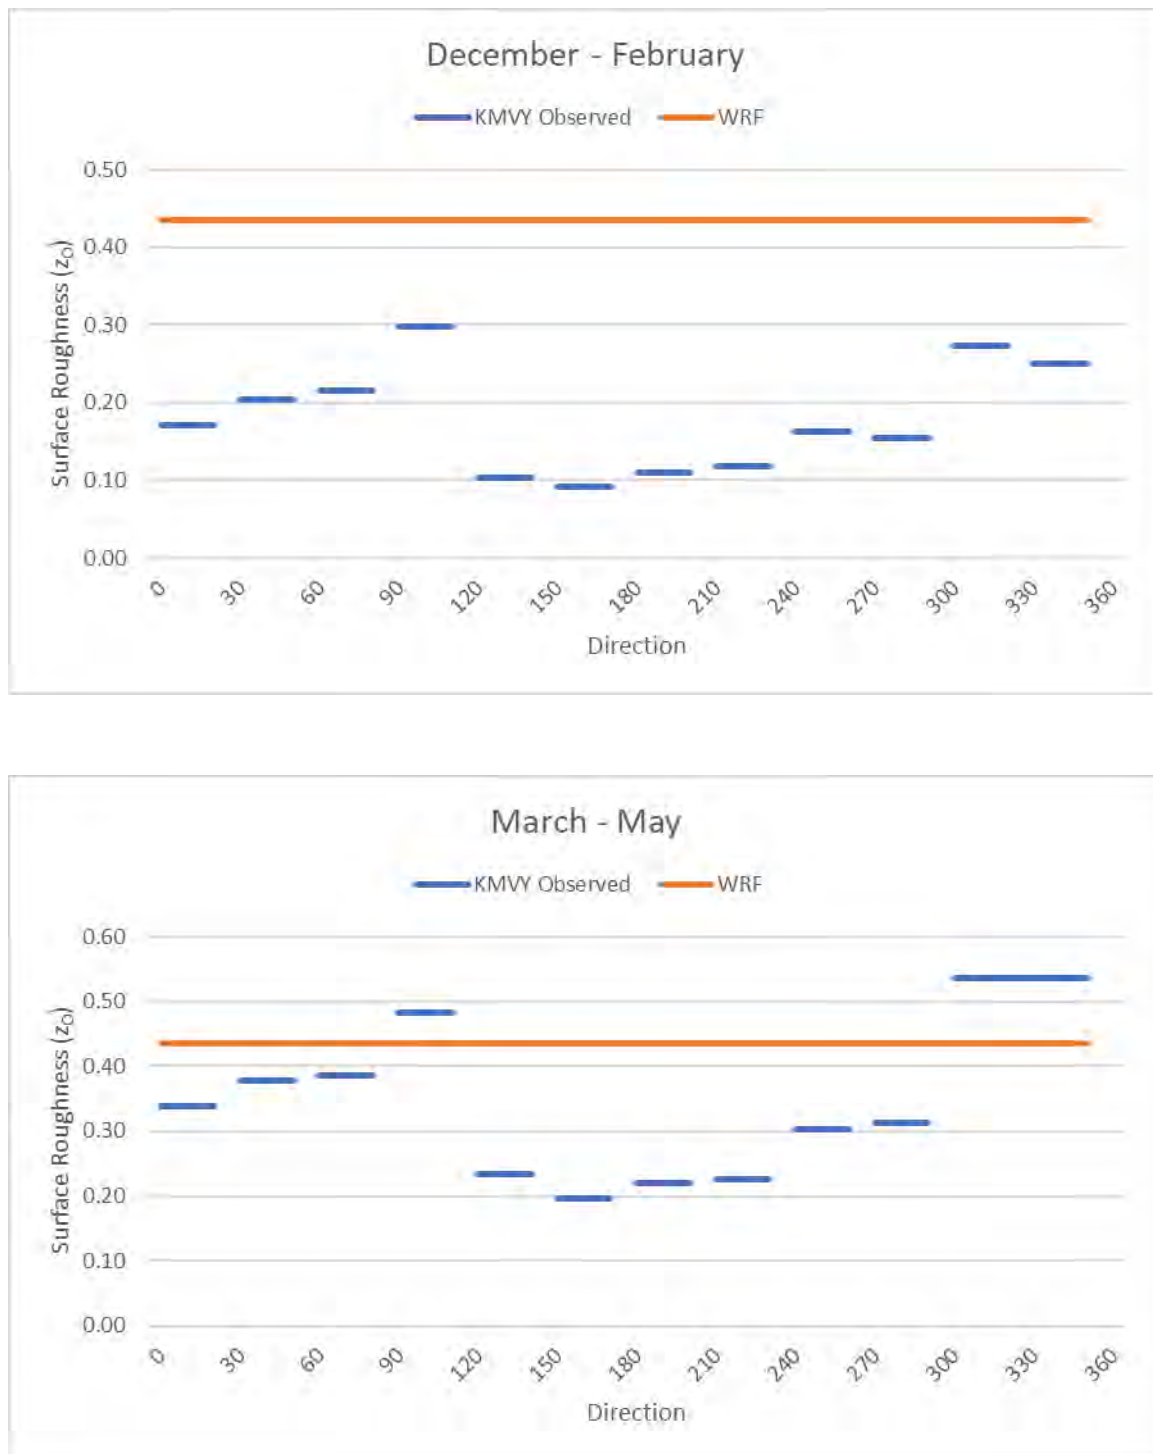 December - February
KMVY Observed WRF
0.50
0.40
0.30
0.20
0.10
0.00
Surface Roughness (zO)
0 30 60 90 120 150 180 210 240 270 300 330 360
Direction
March - May
KMVY Observed WRF
0.60
0.50
0.40
0.30
0.20
0.10
0.00
Surface Roughness (zO)
0 30 60 90 120 150 180 210 240 270 300 330 360
Direction